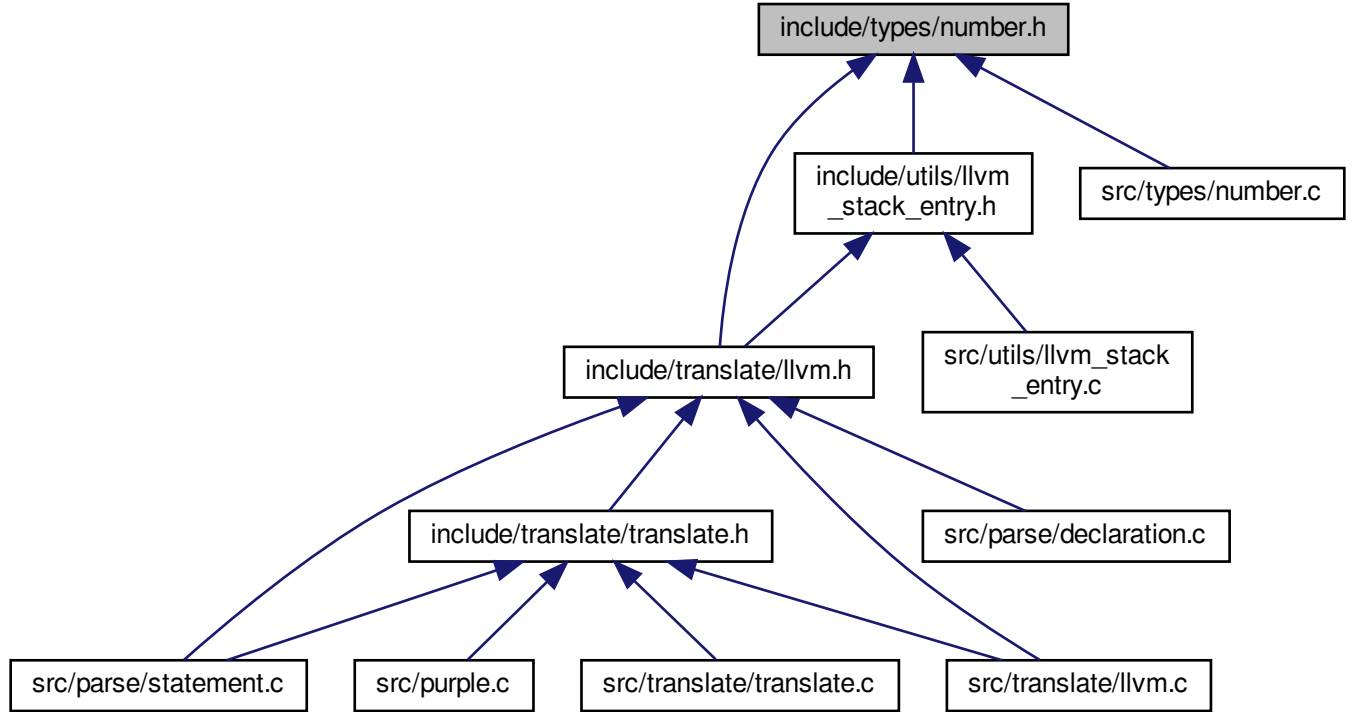 include/types/number.h
include/utils/llvm
_stack_entry.h
src/types/number.c
include/translate/llvm.h
src/utils/llvm_stack
_entry.c
include/translate/translate.h
src/parse/declaration.c
src/parse/statement.c
src/purple.c
src/translate/translate.c
src/translate/llvm.c